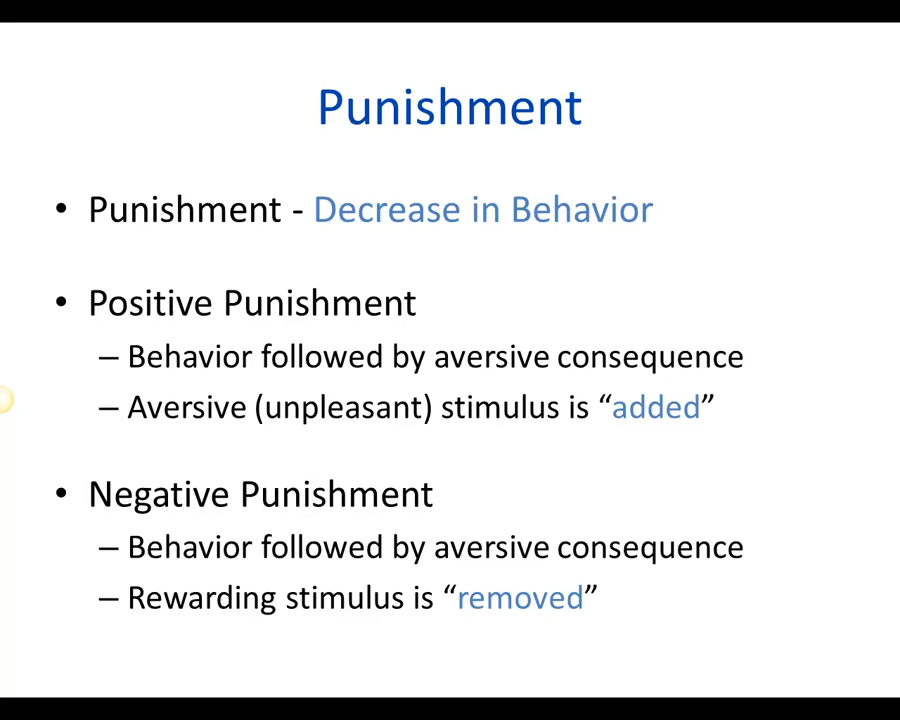 Punishment
• Punishment - Decrease in Behavior
• Positive Punishment
– Behavior followed by aversive consequence
– Aversive (unpleasant) stimulus is “added”
• Negative Punishment
– Behavior followed by aversive consequence
– Rewarding stimulus is “removed”